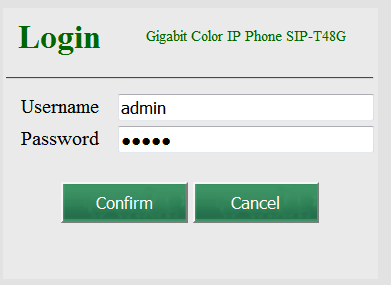 Login Gigabit Color IP Phone SIP-T48G
Username admin
Password ●●●●●
Confirm Cancel